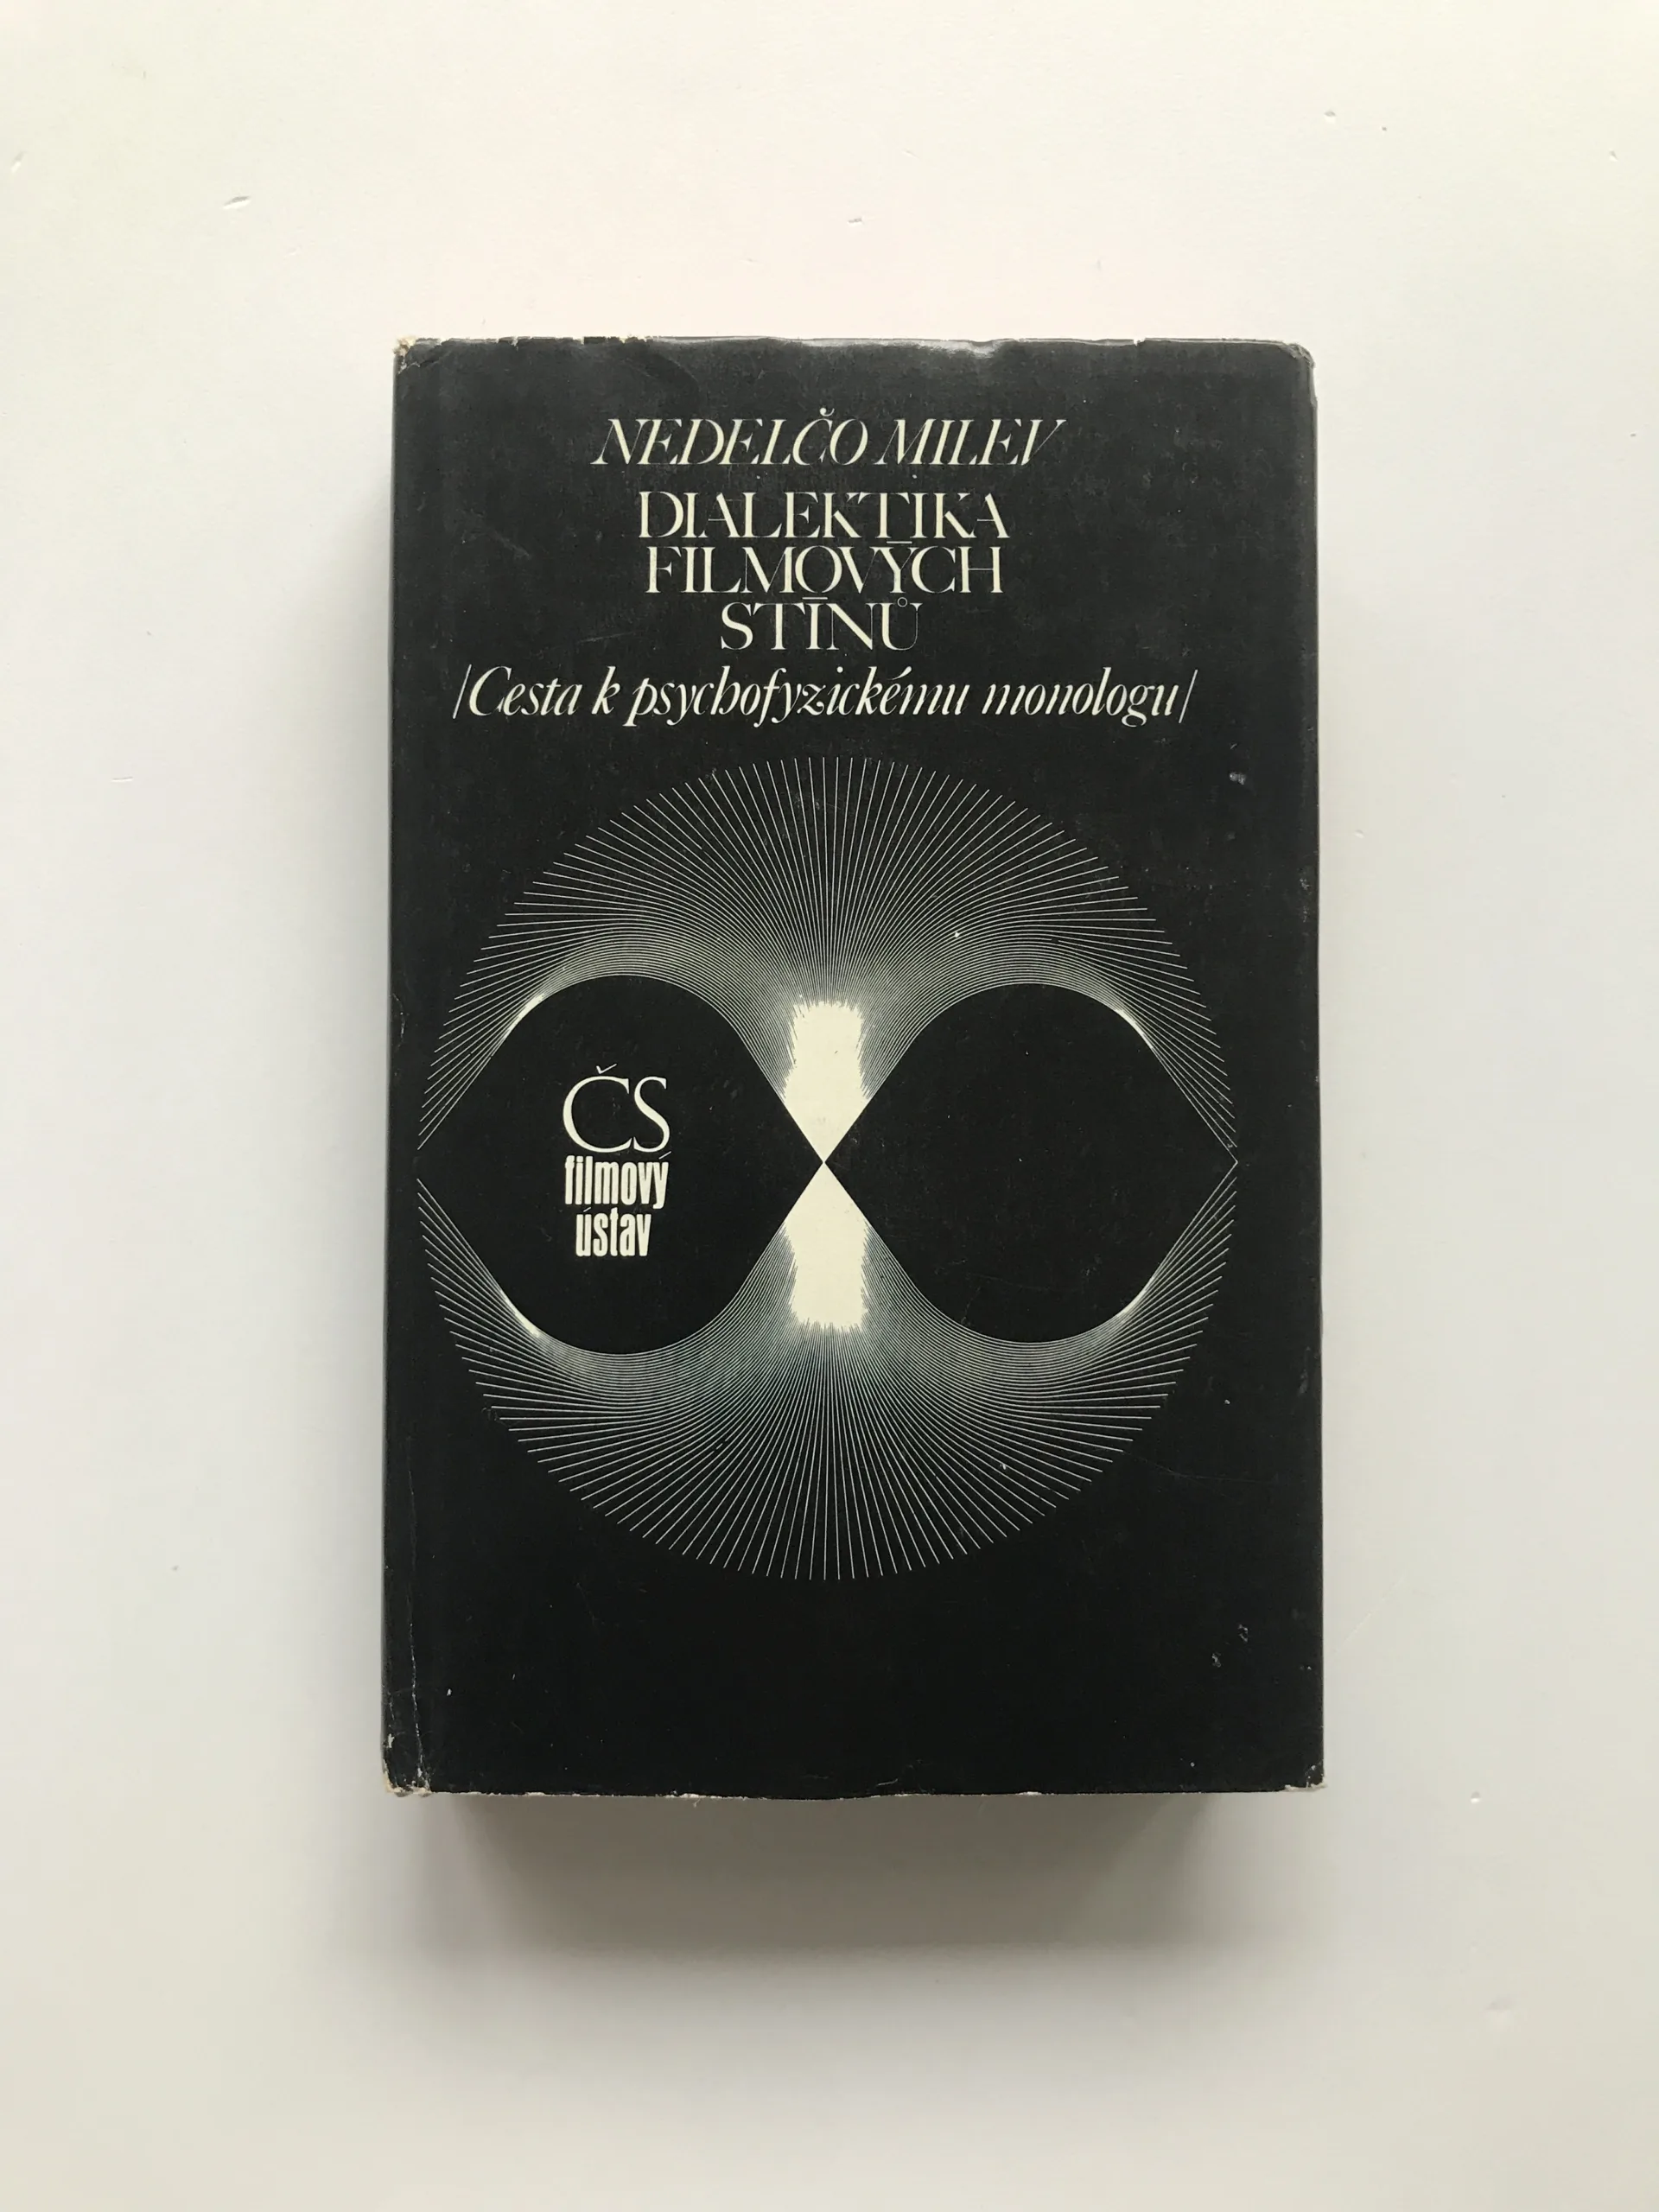 NEDELČO MILEV
DIALEKTIKA
FILMOVÝCH
STÍNŮ
/Cesta k psychofyzickému monologu/
ČS
filmový
ústav